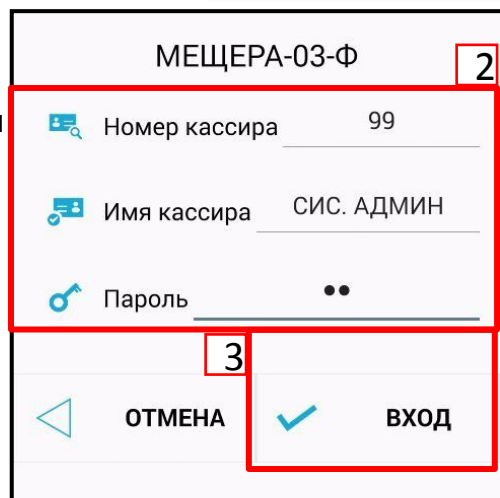 МЕЩЕРА-03-Ф
2
Номер кассира 99
Имя кассира СИС. АДМИН
Пароль ••
3
ОТМЕНА ВХОД